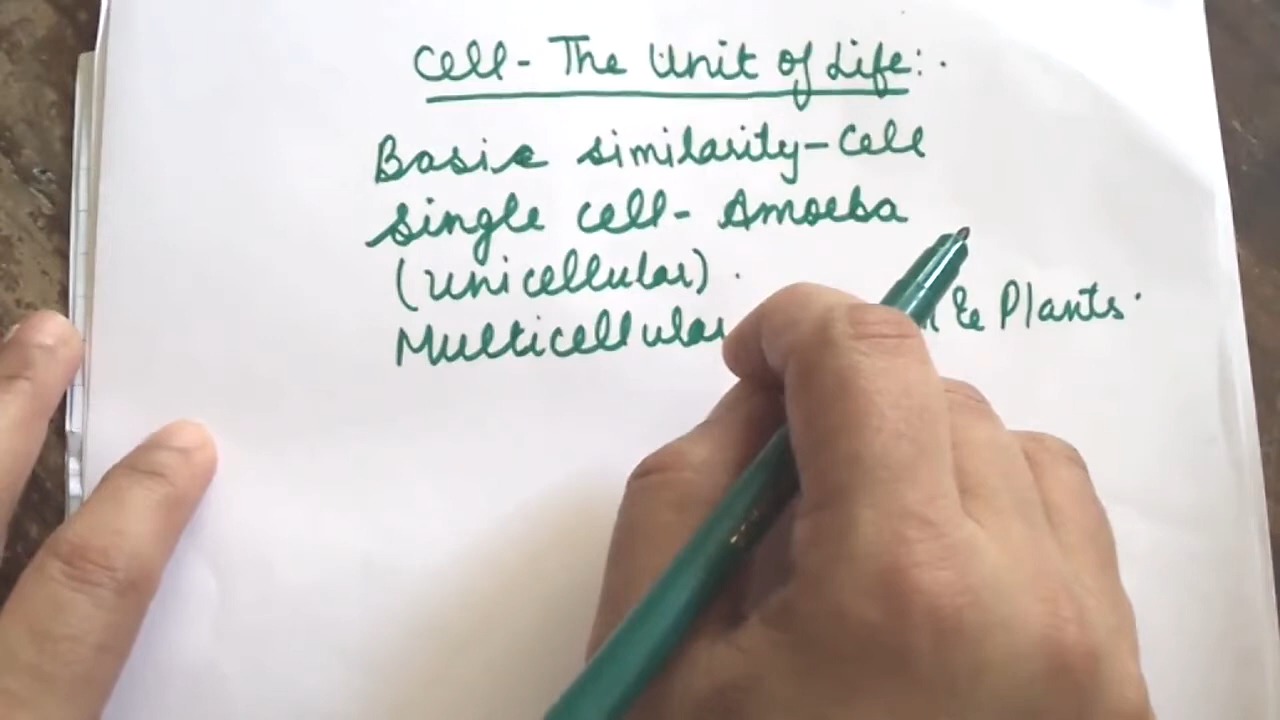 Cell - The Unit of Life :.
Basic similarity - Cell
Single cell - Amoeba
(Unicellular) .
Multicellular & Plants.